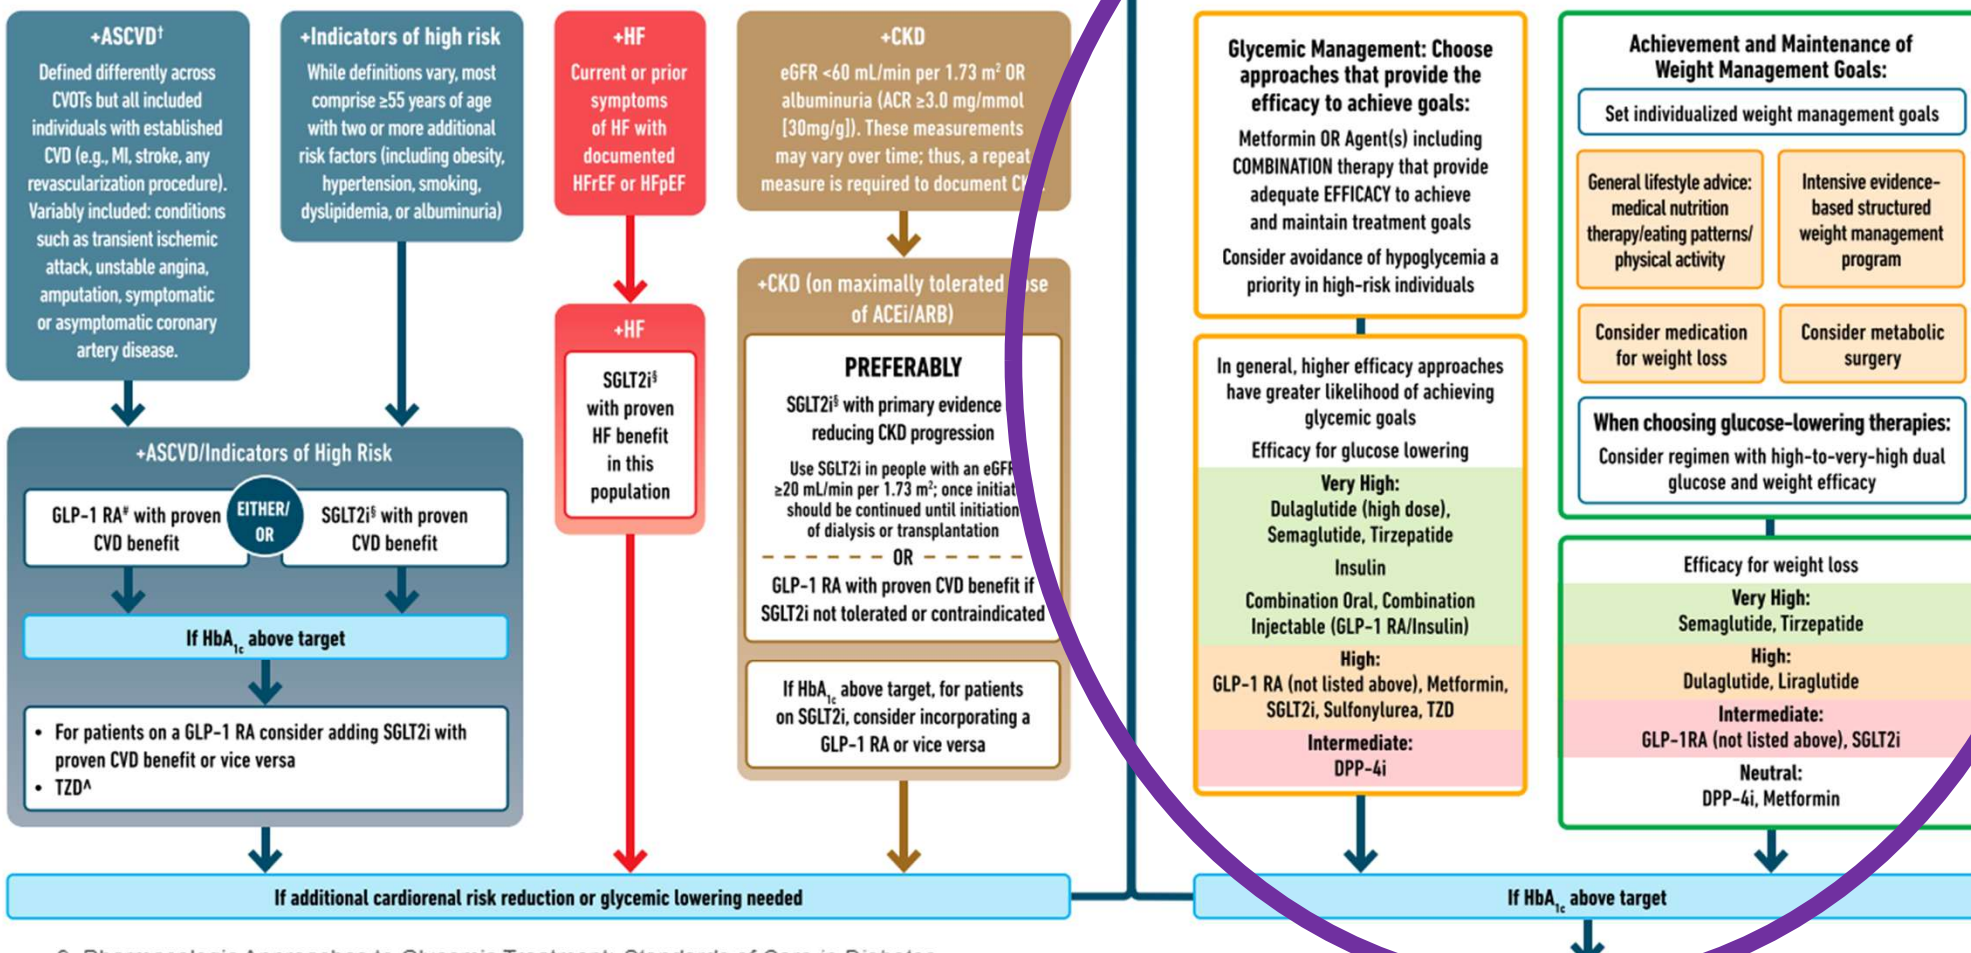 +ASCVD†
Defined differently across
CVOTs but all included
individuals with established
CVD (e.g., MI, stroke, any
revascularization procedure).
Variably included: conditions
such as transient ischemic
attack, unstable angina,
amputation, symptomatic
or asymptomatic coronary
artery disease.
+Indicators of high risk
While definitions vary, most
comprise ≥55 years of age
with two or more additional
risk factors (including obesity,
hypertension, smoking,
dyslipidemia, or albuminuria)
+ASCVD/Indicators of High Risk
GLP-1 RA# with proven
CVD benefit
EITHER/
OR
SGLT2i§ with proven
CVD benefit
If HbA1c above target
• For patients on a GLP-1 RA consider adding SGLT2i with
proven CVD benefit or vice versa
• TZD^
+HF
Current or prior
symptoms
of HF with
documented
HFrEF or HFpEF
+HF
SGLT2i§
with proven
HF benefit
in this
population
+CKD
eGFR <60 mL/min per 1.73 m² OR
albuminuria (ACR ≥3.0 mg/mmol
[30mg/g]). These measurements
may vary over time; thus, a repeat
measure is required to document
+CKD (on maximally tolerated
of ACEi/ARB)
PREFERABLY
SGLT2i§ with primary evidence
reducing CKD progression
Use SGLT2i in people with an eGFR
≥20 mL/min per 1.73 m²; once
should be continued until initiation
of dialysis or transplantation
OR
GLP-1 RA with proven CVD benefit if
SGLT2i not tolerated or contraindicated
If HbA1c above target, for patients
on SGLT2i, consider incorporating a
GLP-1 RA or vice versa
If additional cardiorenal risk reduction or glycemic lowering needed
Glycemic Management: Choose
approaches that provide the
efficacy to achieve goals:
Metformin OR Agent(s) including
COMBINATION therapy that provide
adequate EFFICACY to achieve
and maintain treatment goals
Consider avoidance of hypoglycemia a
priority in high-risk individuals
In general, higher efficacy approaches
have greater likelihood of achieving
glycemic goals
Efficacy for glucose lowering
Very High:
Dulaglutide (high dose),
Semaglutide, Tirzepatide
Insulin
Combination Oral, Combination
Injectable (GLP-1 RA/Insulin)
High:
GLP-1 RA (not listed above), Metformin,
SGLT2i, Sulfonylurea, TZD
Intermediate:
DPP-4i
Achievement and Maintenance of
Weight Management Goals:
Set individualized weight management goals
General lifestyle advice:
medical nutrition
therapy/eating patterns/
physical activity
Intensive evidence-
based structured
weight management
program
Consider medication
for weight loss
Consider metabolic
surgery
When choosing glucose-lowering therapies:
Consider regimen with high-to-very-high dual
glucose and weight efficacy
Efficacy for weight loss
Very High:
Semaglutide, Tirzepatide
High:
Dulaglutide, Liraglutide
Intermediate:
GLP-1RA (not listed above), SGLT2i
Neutral:
DPP-4i, Metformin
If HbA1c above target